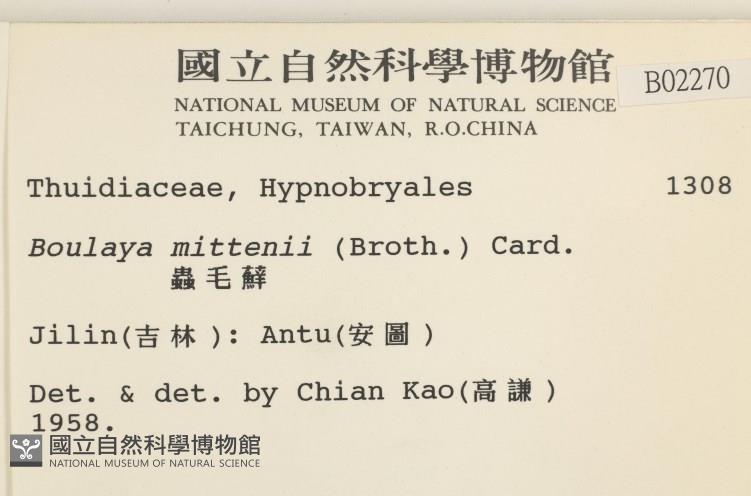 國立自然科學博物館
B02270
NATIONAL MUSEUM OF NATURAL SCIENCE
TAICHUNG, TAIWAN, R.O.CHINA
Thuidiaceae, Hypnobryales 1308
Boulaya mittenii (Broth.) Card.
蟲毛蘚
Jilin(吉林): Antu(安圖)
Det. & det. by Chian Kao(高謙)
1958.
國立自然科學博物館
NATIONAL MUSEUM OF NATURAL SCIENCE